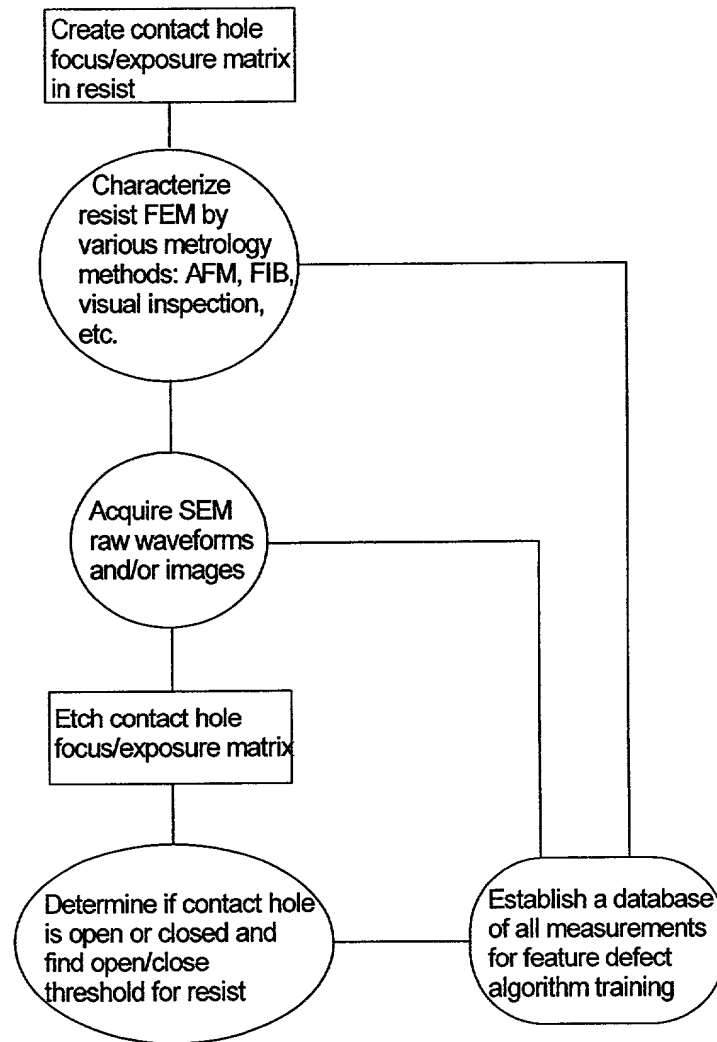 Create contact hole
focus/exposure matrix
in resist
Characterize
resist FEM by
various metrology
methods: AFM, FIB,
visual inspection,
etc.
Acquire SEM
raw waveforms
and/or images
Etch contact hole
focus/exposure matrix
Determine if contact hole
is open or closed and
find open/close
threshold for resist
Establish a database
of all measurements
for feature defect
algorithm training